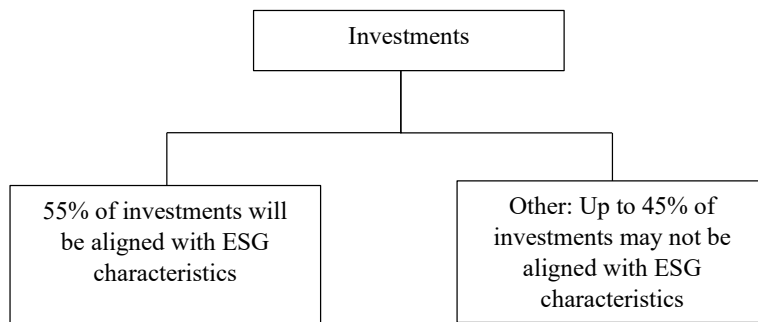 Investments
55% of investments will
be aligned with ESG
characteristics
Other: Up to 45% of
investments may not be
aligned with ESG
characteristics